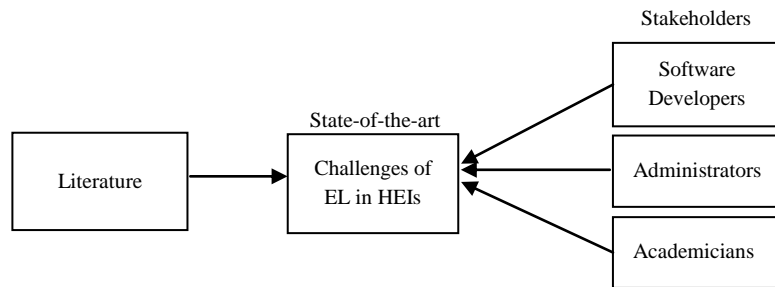 Stakeholders
Software
Developers
State-of-the-art
Literature
Challenges of
EL in HEIs
Administrators
Academicians